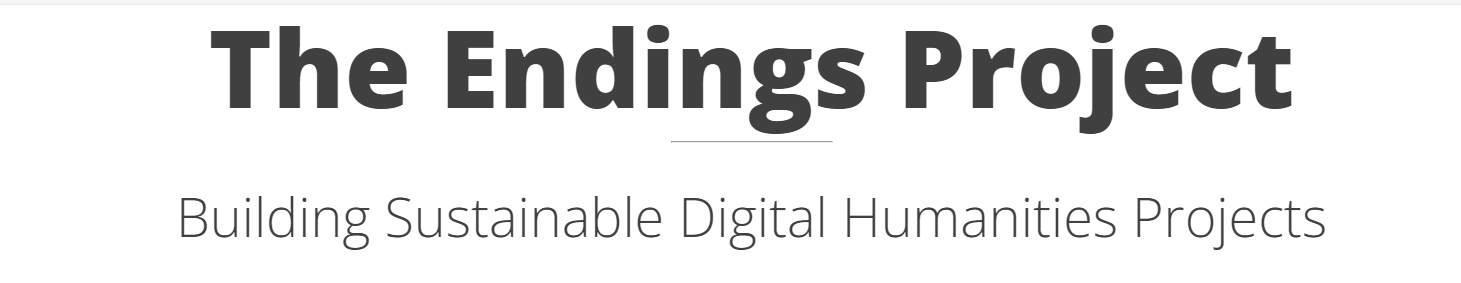 The Endings Project
Building Sustainable Digital Humanities Projects